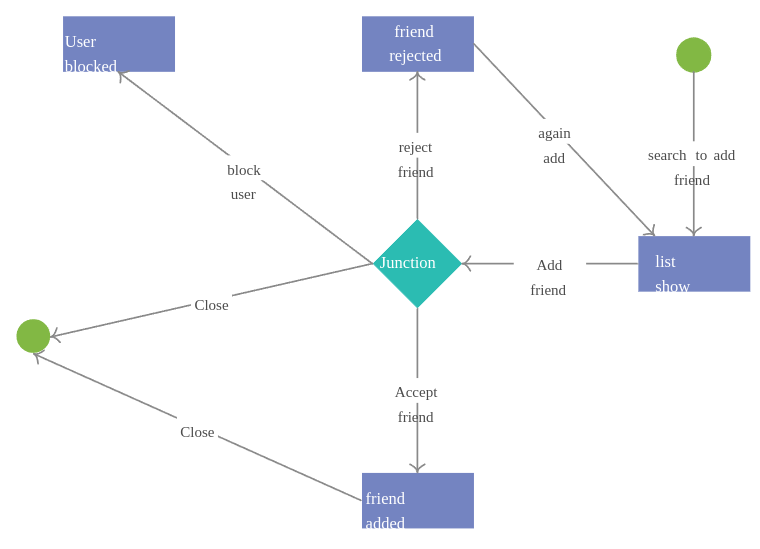 User
blocked
friend
rejected
again
add
search to add
friend
reject
friend
block
user
Junction
Add
friend
list
show
Close
Accept
friend
Close
friend
added